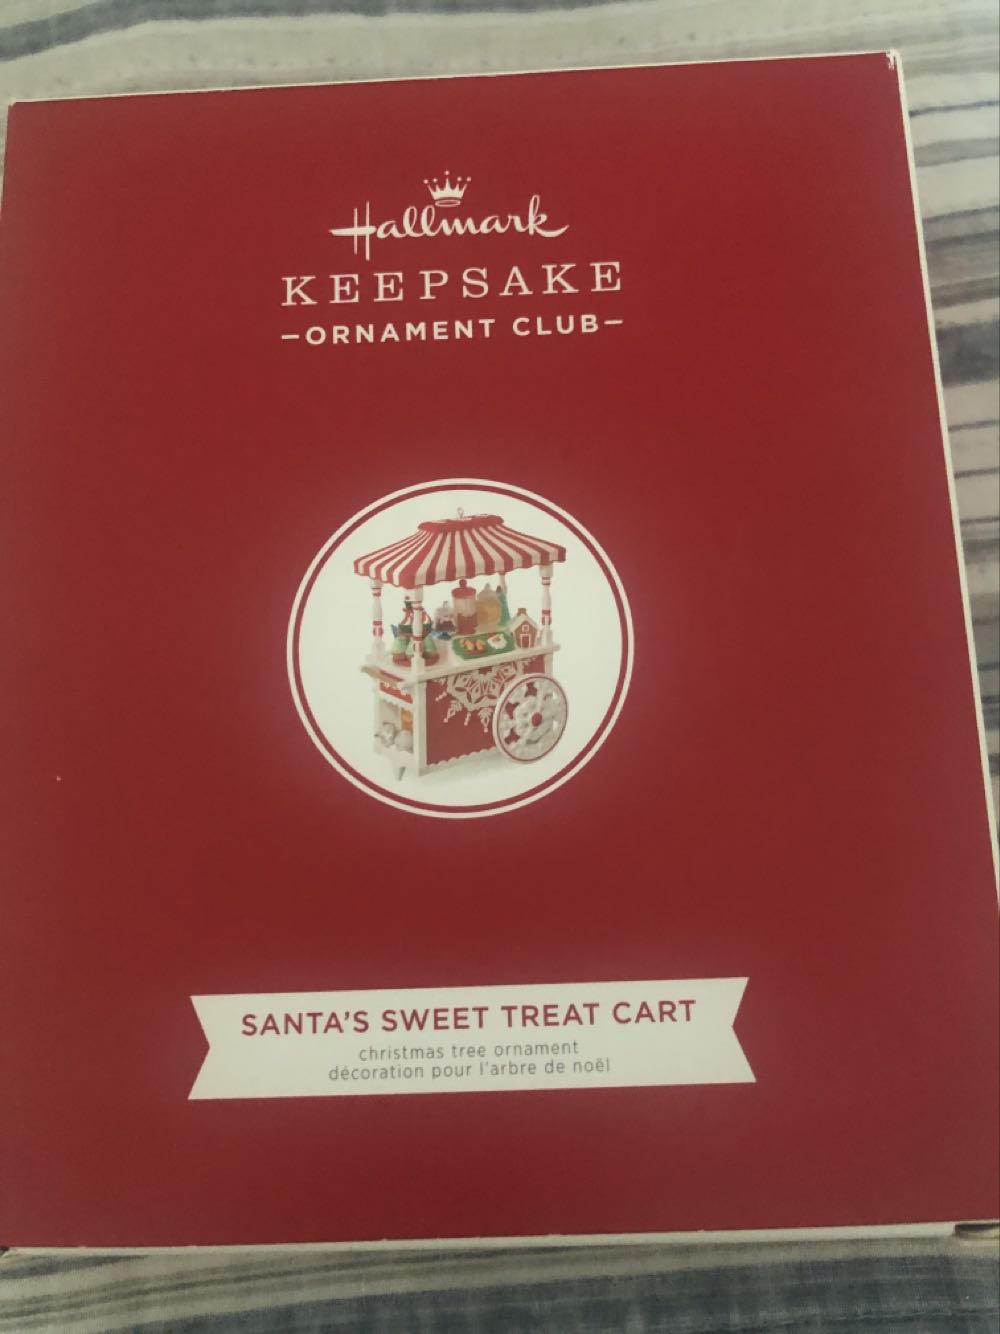 Hallmark
KEEPSAKE
–ORNAMENT CLUB–
SANTA'S SWEET TREAT CART
christmas tree ornament
décoration pour l'arbre de noël